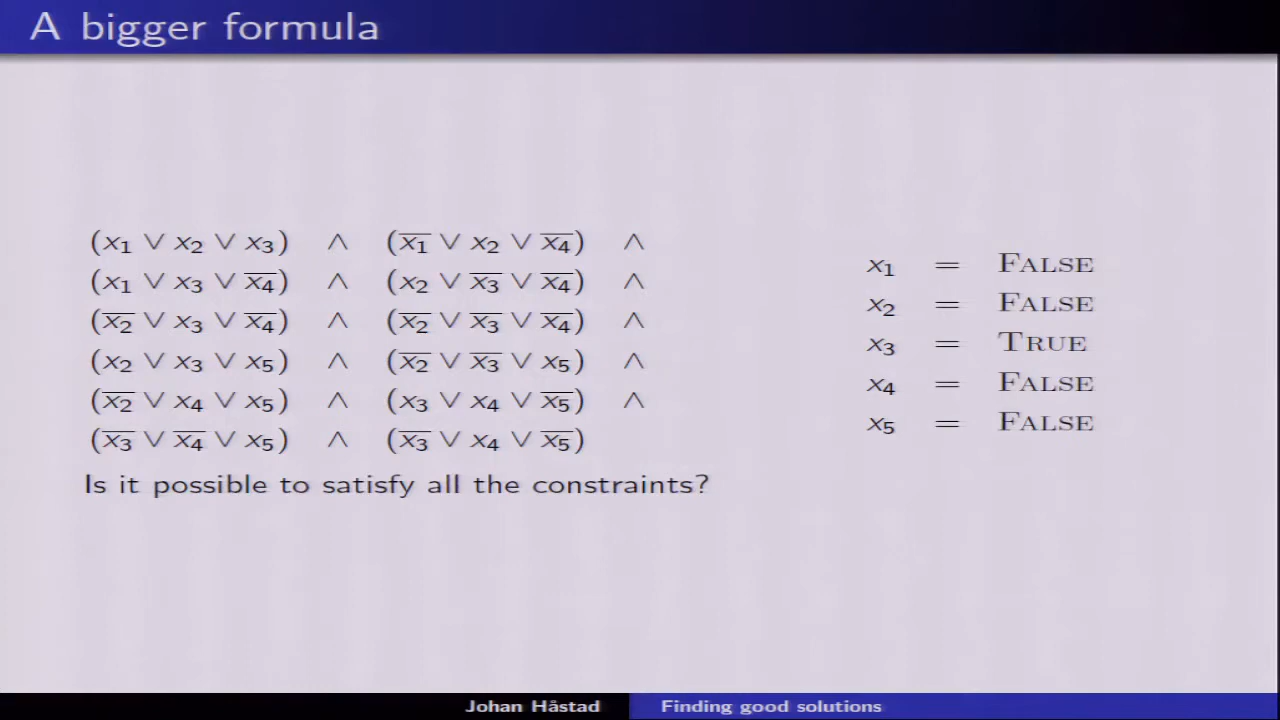 A bigger formula
(x₁ ∨ x₂ ∨ x₃) ∧ (x̅₁ ∨ x₂ ∨ x̅₄) ∧
(x₁ ∨ x₃ ∨ x̅₄) ∧ (x₂ ∨ x̅₃ ∨ x̅₄) ∧
(x̅₂ ∨ x₃ ∨ x̅₄) ∧ (x̅₂ ∨ x̅₃ ∨ x̅₄) ∧
(x₂ ∨ x₃ ∨ x₅) ∧ (x̅₂ ∨ x̅₃ ∨ x₅) ∧
(x̅₂ ∨ x₄ ∨ x₅) ∧ (x₃ ∨ x₄ ∨ x̅₅) ∧
(x̅₃ ∨ x̅₄ ∨ x₅) ∧ (x̅₃ ∨ x₄ ∨ x̅₅)
Is it possible to satisfy all the constraints?
x₁ = FALSE
x₂ = FALSE
x₃ = TRUE
x₄ = FALSE
x₅ = FALSE
Johan Håstad
Finding good solutions